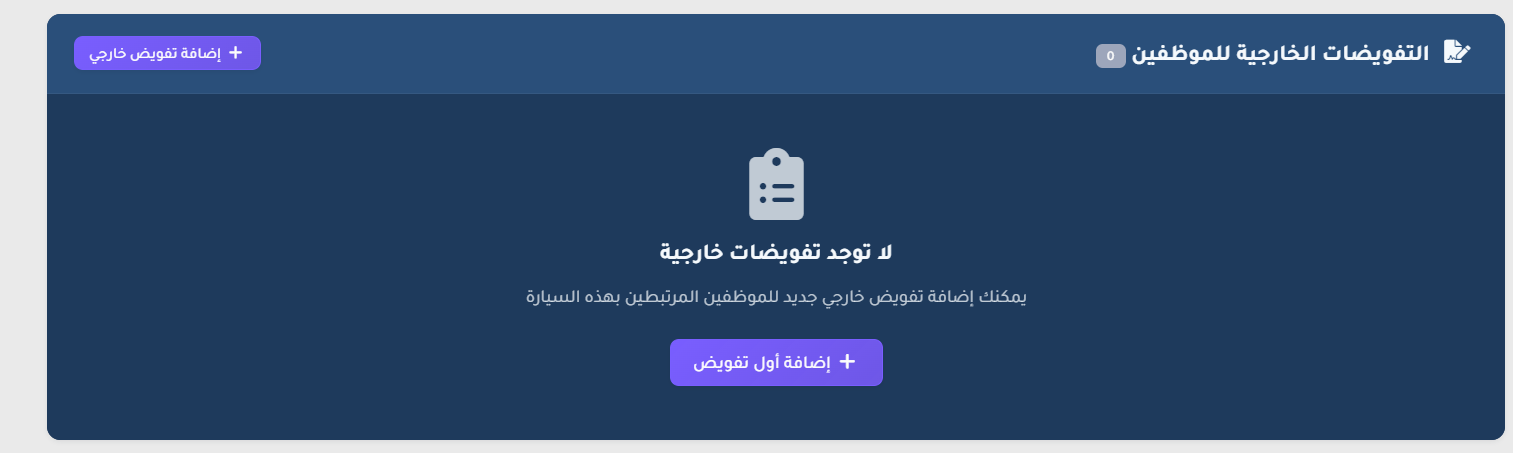 التفويضات الخارجية للموظفين 0
+ إضافة تفويض خارجي
لا توجد تفويضات خارجية
يمكنك إضافة تفويض خارجي جديد للموظفين المرتبطين بهذه السيارة
+ إضافة أول تفويض